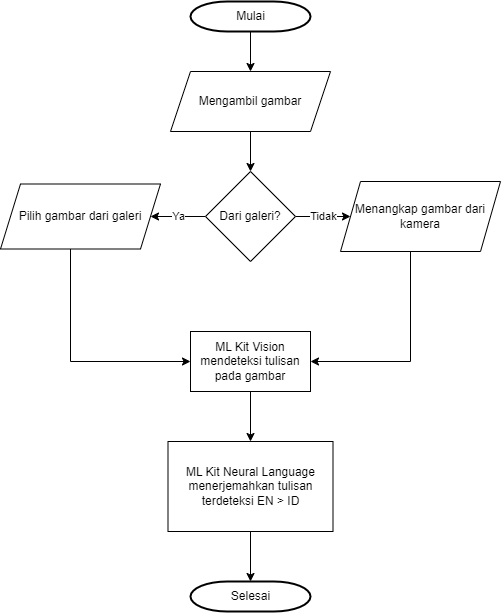 Mulai
Mengambil gambar
Dari galeri?
Ya
Tidak
Pilih gambar dari galeri
Menangkap gambar dari
kamera
ML Kit Vision
mendeteksi tulisan
pada gambar
ML Kit Neural Language
menerjemahkan tulisan
terdeteksi EN > ID
Selesai